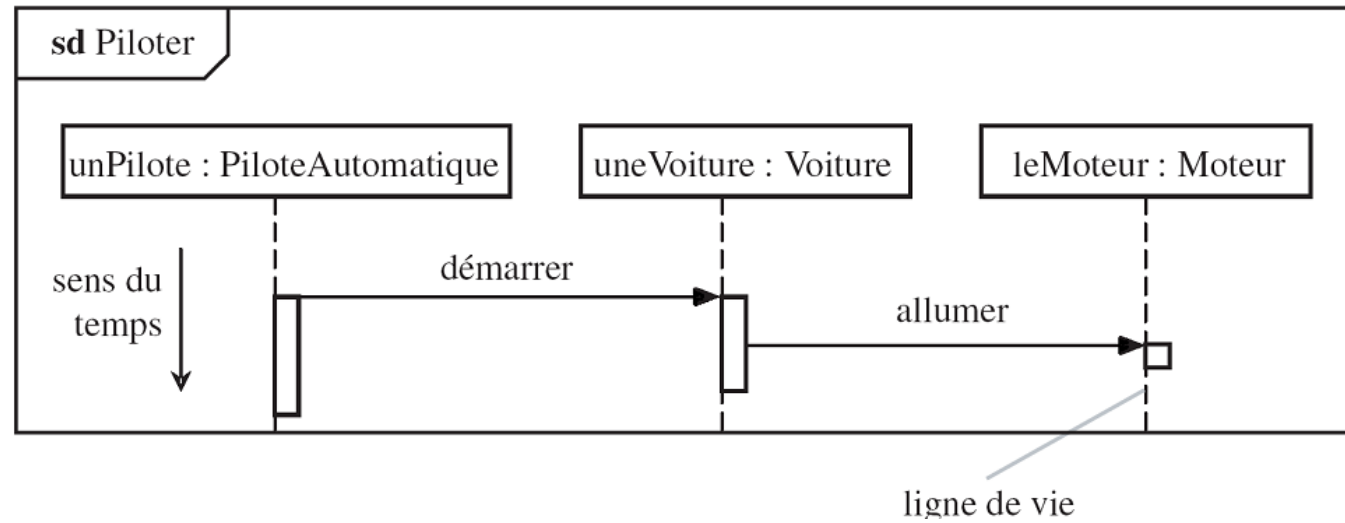 sd Piloter
unPilote : PiloteAutomatique
uneVoiture : Voiture
leMoteur : Moteur
sens du
temps
démarrer
allumer
ligne de vie